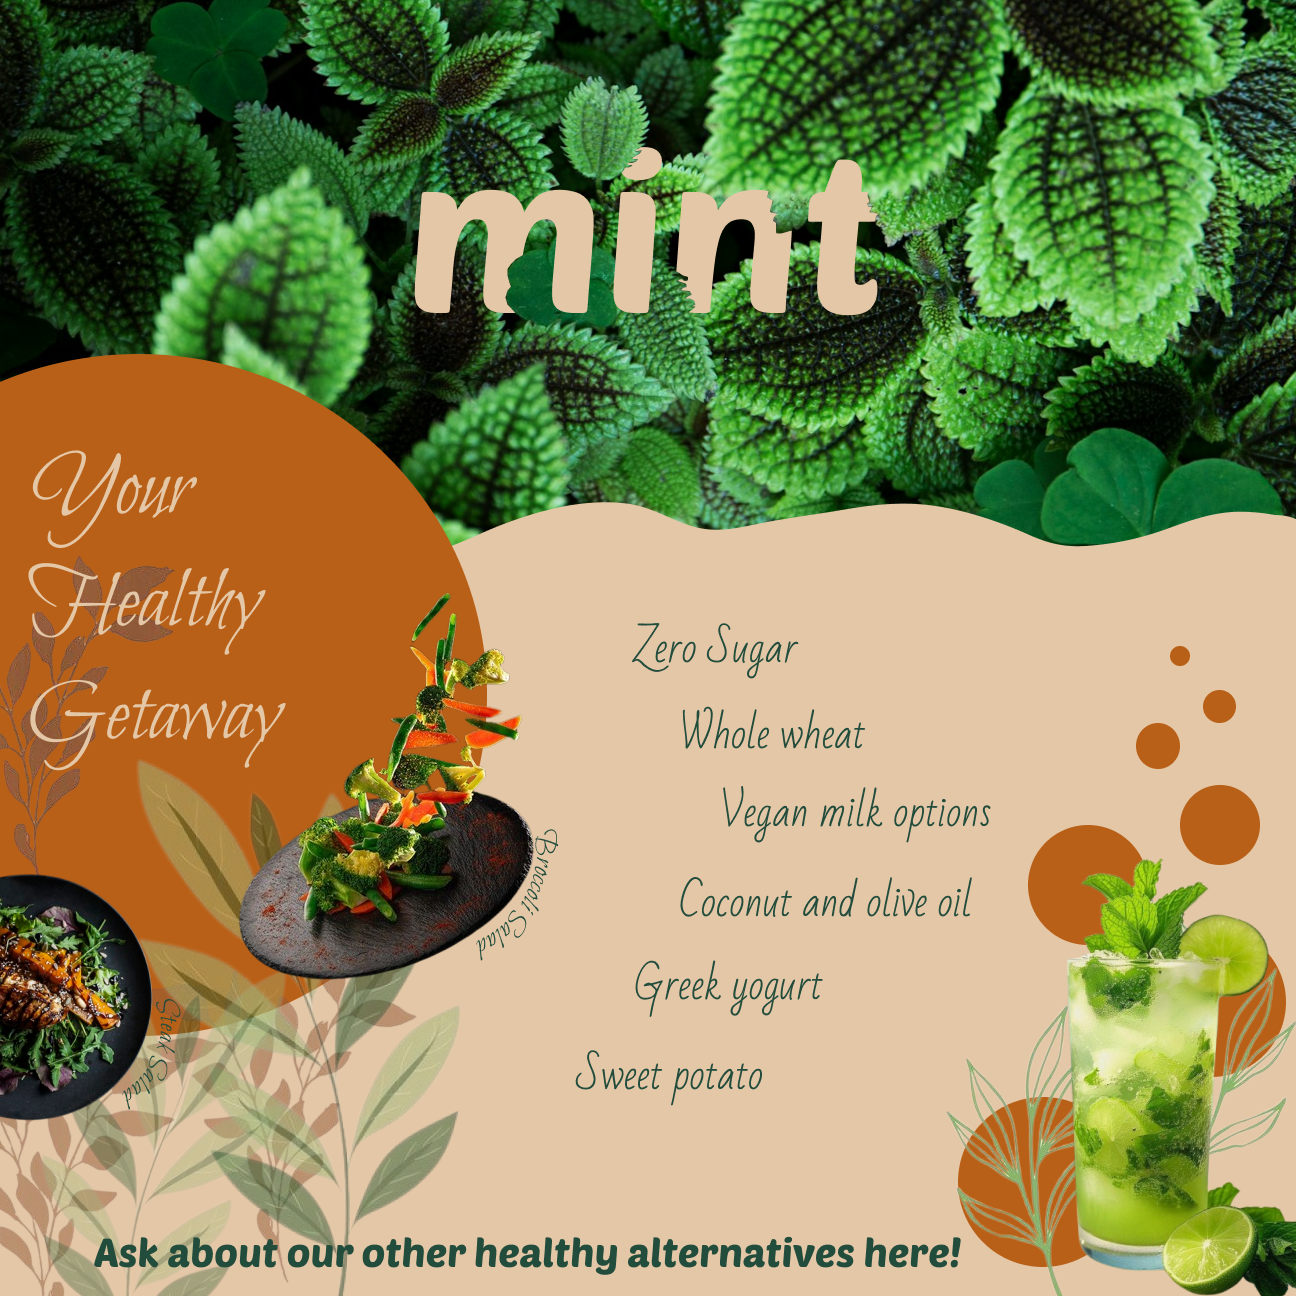 mint
Your
Healthy
Getaway
Zero Sugar
Whole wheat
Vegan milk options
Coconut and olive oil
Greek yogurt
Sweet potato
Broccoli Salad
Steak Salad
Ask about our other healthy alternatives here!